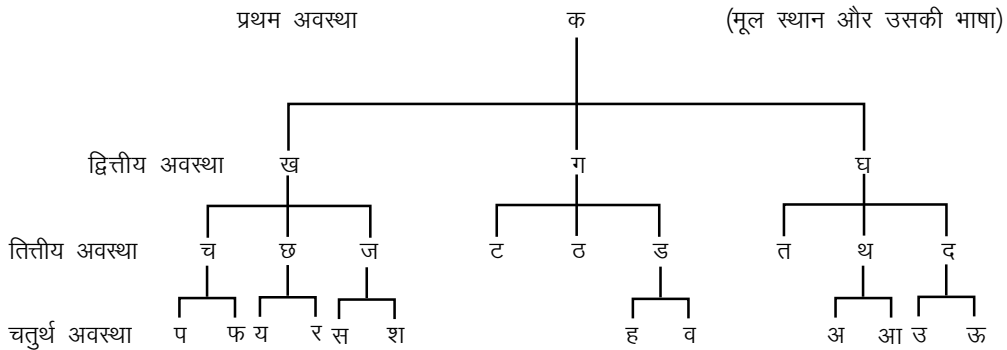 प्रथम अवस्था क (मूल स्थान और उसकी भाषा)
द्वित्तीय अवस्था ख ग घ
तित्तीय अवस्था च छ ज ट ठ ड त थ द
चतुर्थ अवस्था प फ य र स श ह व अ आ उ ऊ